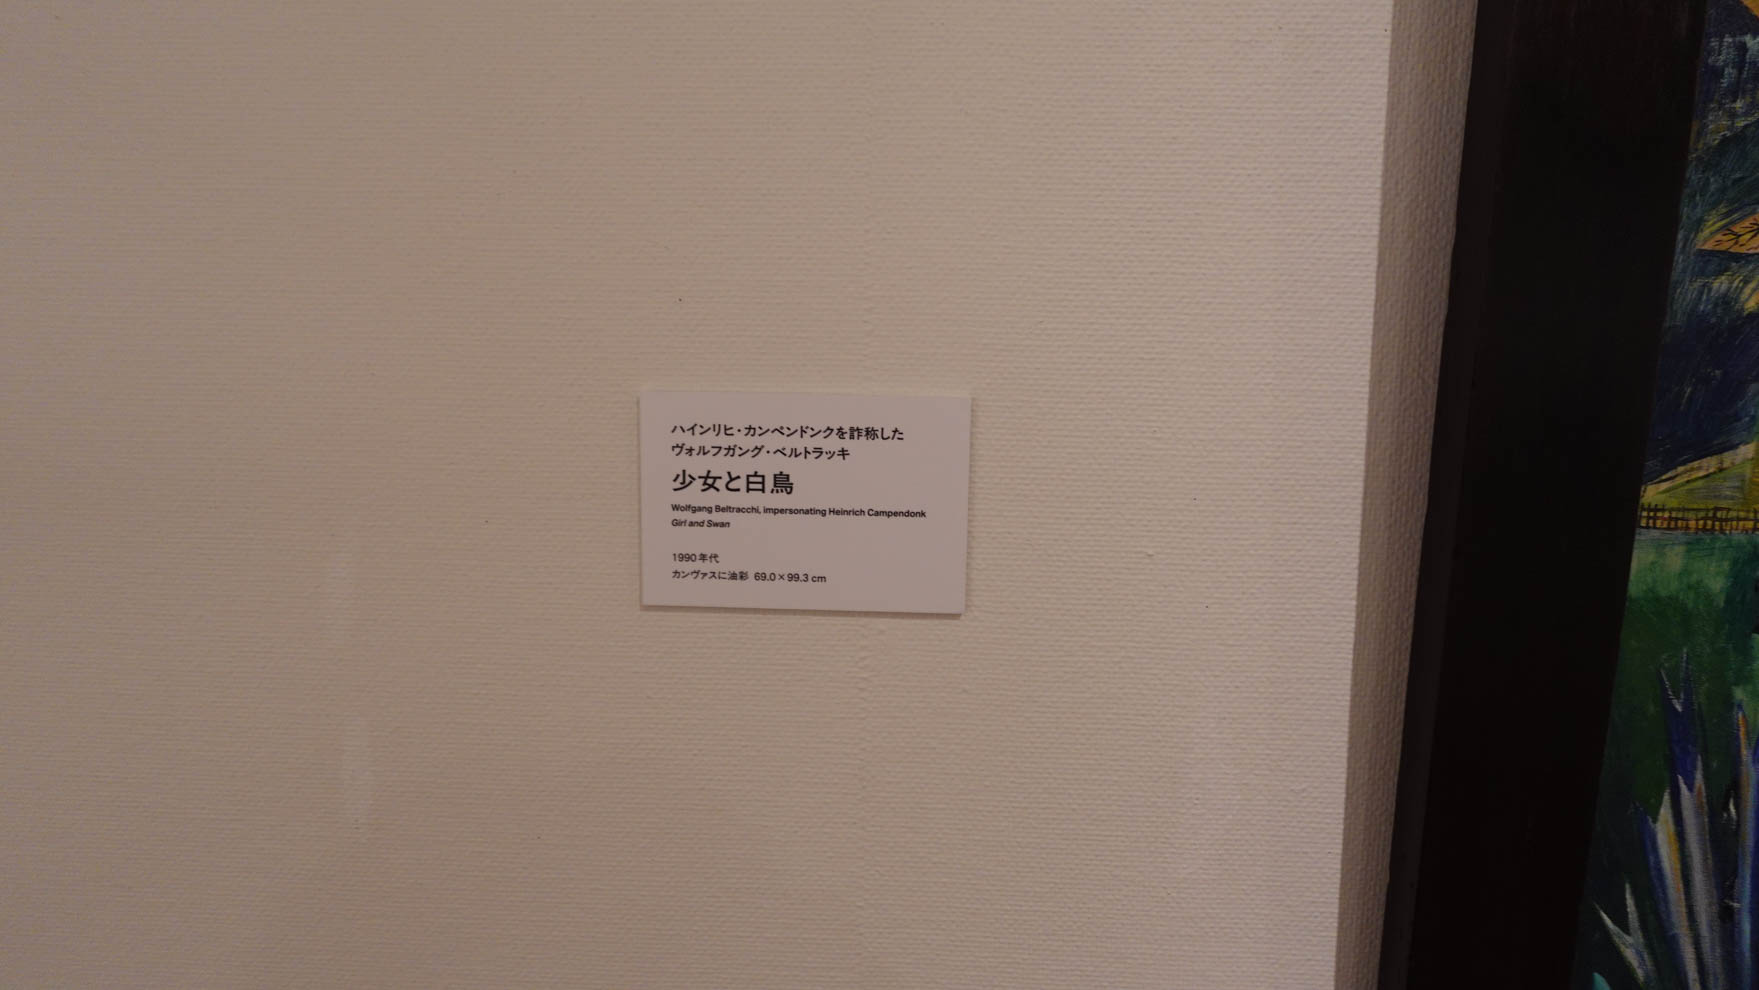 ハインリヒ・カンペンドンクを詐称した
ヴォルフガング・ベルトラッキ
少女と白鳥
Wolfgang Beltracchi, impersonating Heinrich Campendonk
Girl and Swan
1990年代
カンヴァスに油彩 69.0×99.3 cm